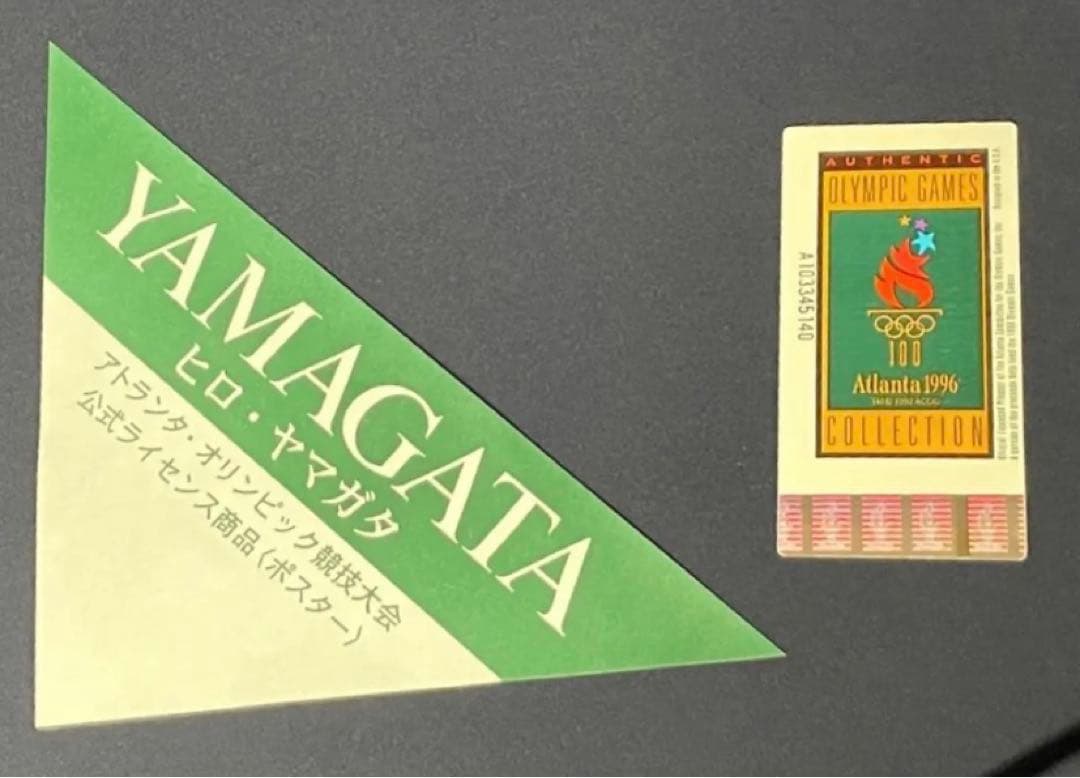 YAMAGATA
ヒロ・ヤマガタ
アトランタ・オリンピック競技大会
公式ライセンス商品(ポスター)
AUTHENTIC
OLYMPIC GAMES
100
Atlanta 1996
COLLECTION
A103345140